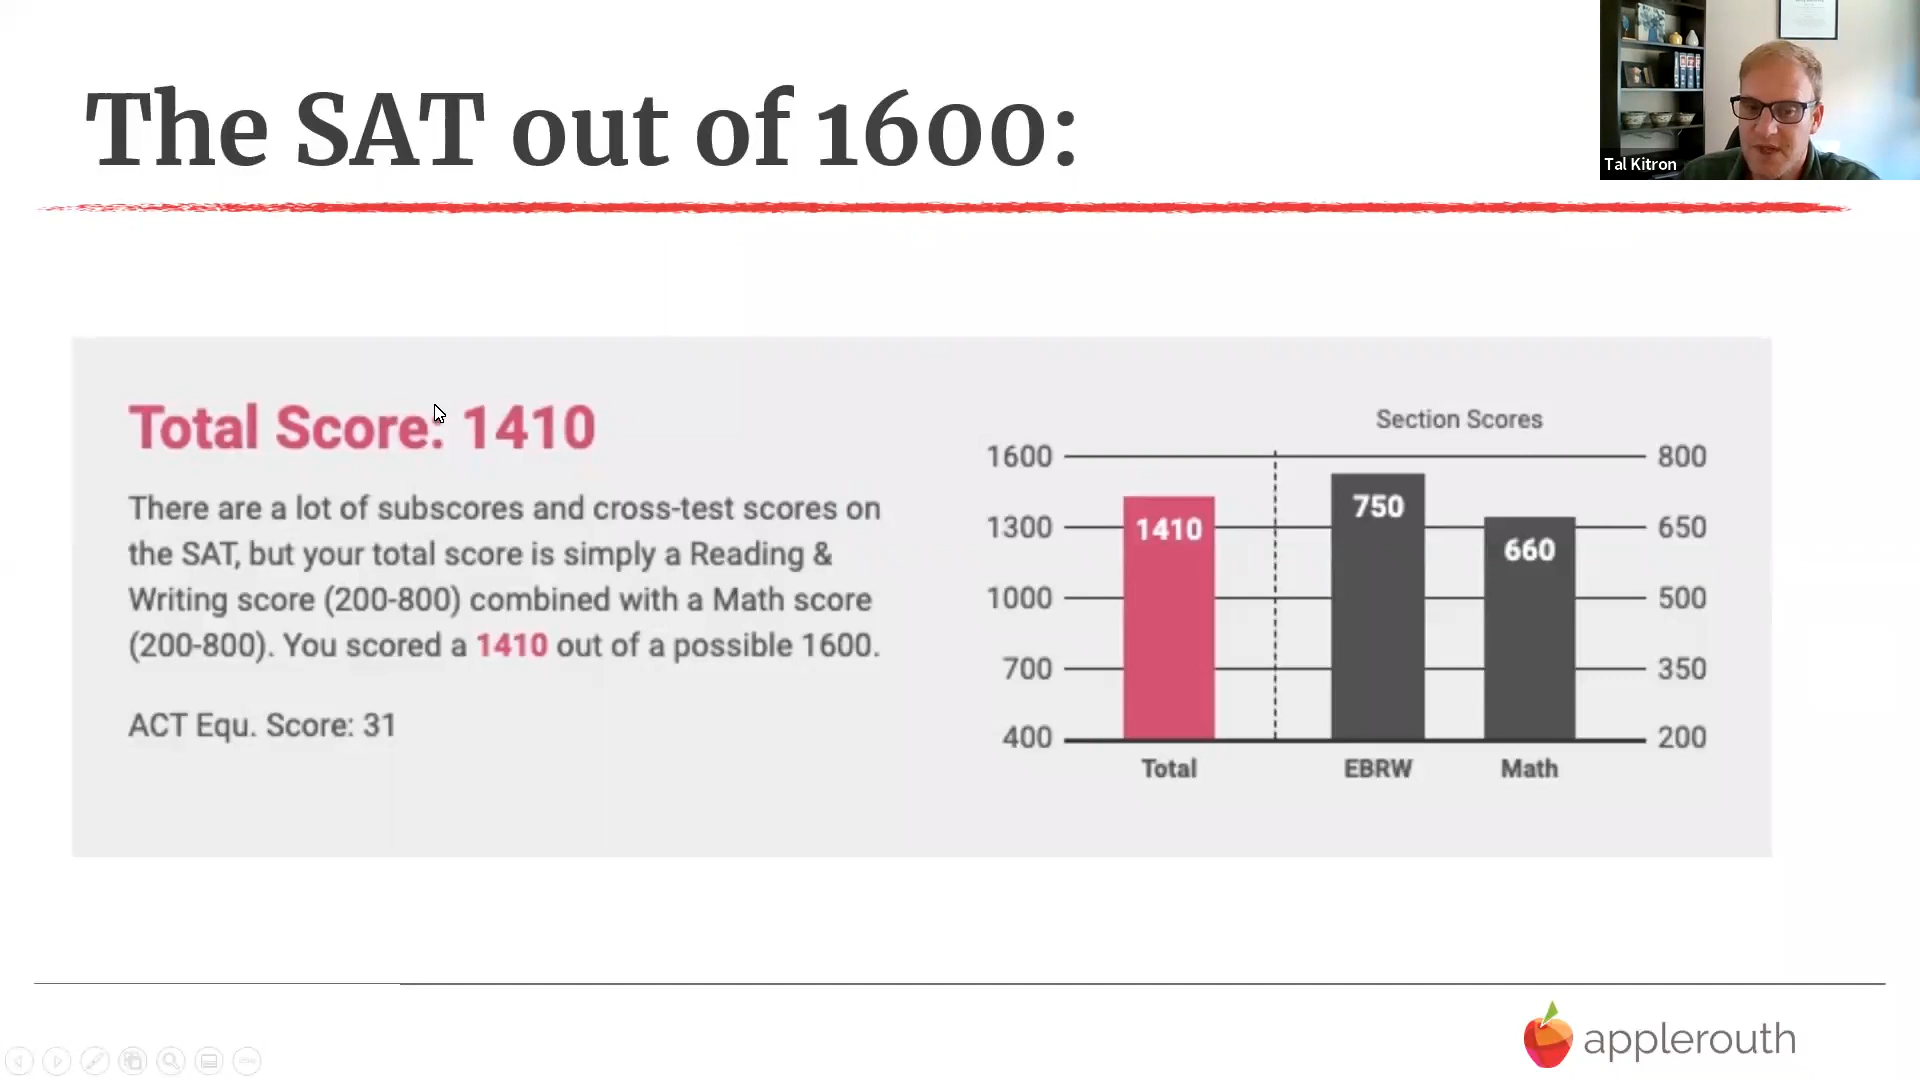 The SAT out of 1600:
Tal Kitron
Total Score: 1410
There are a lot of subscores and cross-test scores on
the SAT, but your total score is simply a Reading &
Writing score (200-800) combined with a Math score
(200-800). You scored a 1410 out of a possible 1600.
ACT Equ. Score: 31
Section Scores
1600
800
1300
650
1000
500
700
350
400
200
1410
750
660
Total
EBRW
Math
applerouth